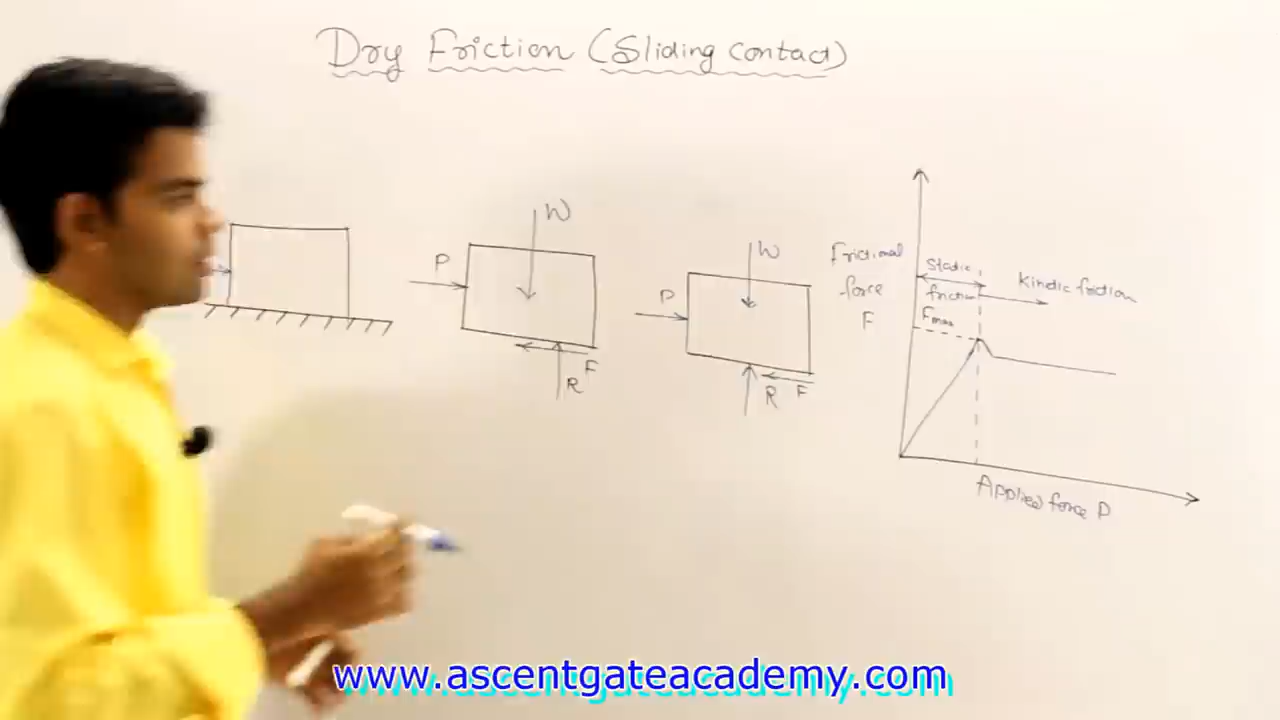 Dry Friction (Sliding contact)
W
P
F
R
W
P
R F
Frictional
force
F
Static
friction
Kinetic friction
Fmax
Applied force P
www.ascentgateacademy.com